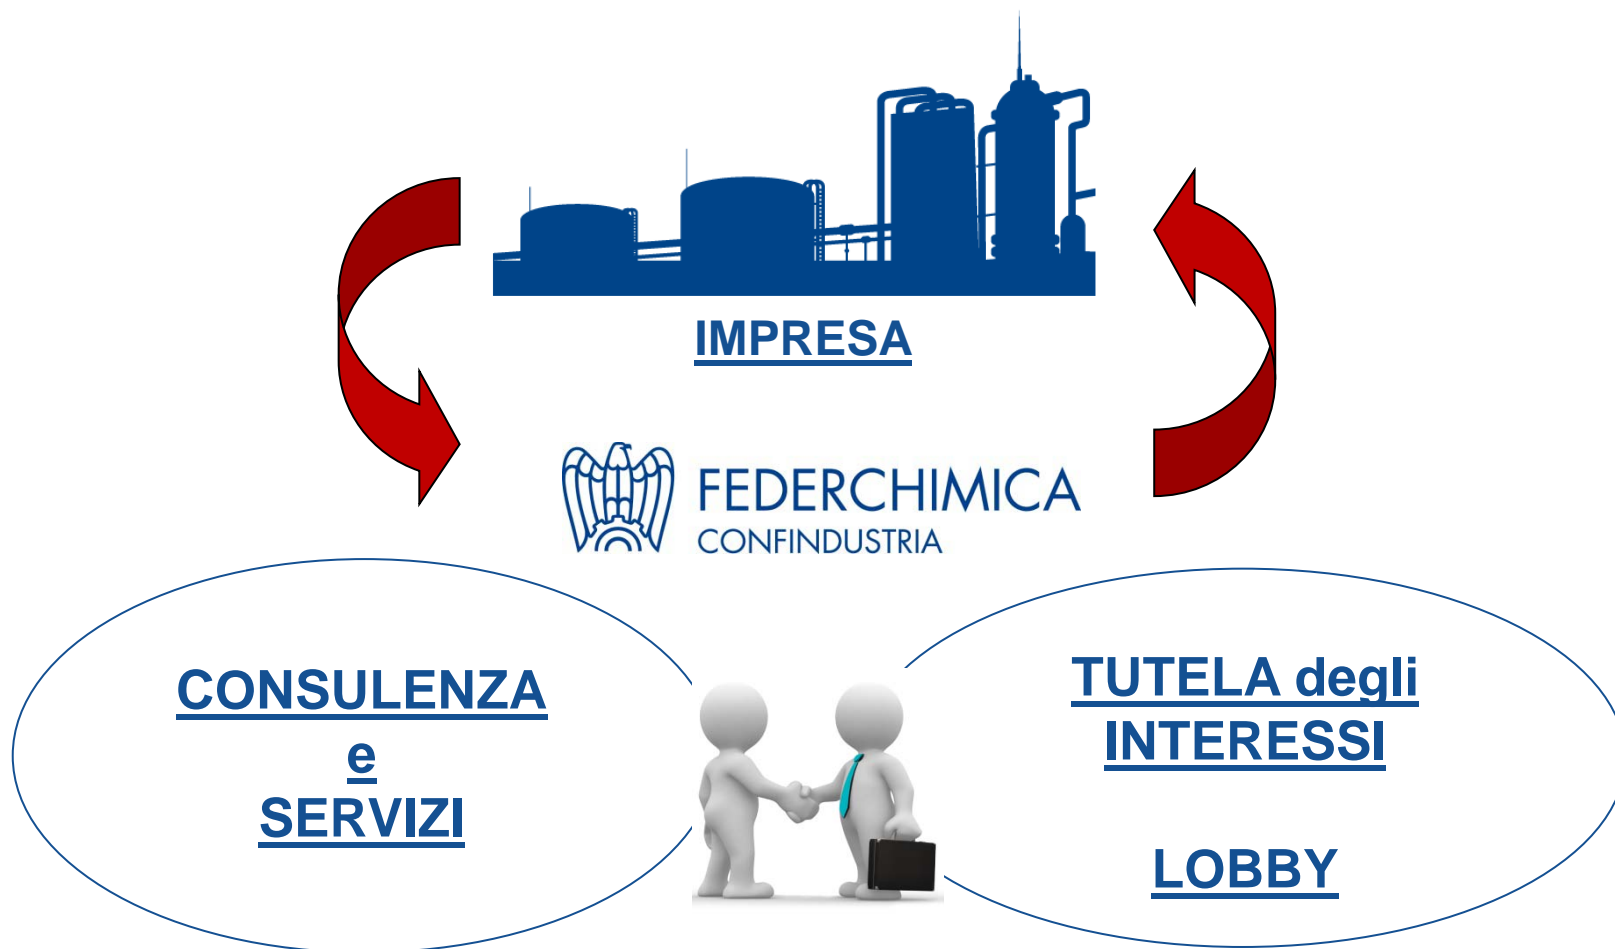 IMPRESA
FEDERCHIMICA
CONFINDUSTRIA
CONSULENZA
e
SERVIZI
TUTELA degli
INTERESSI
LOBBY